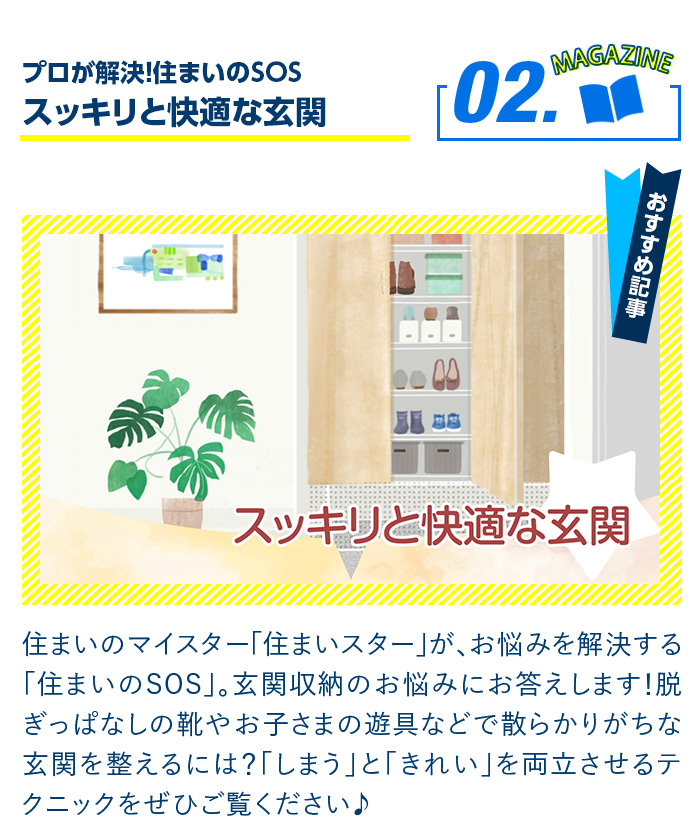 プロが解決!住まいのSOS
スッキリと快適な玄関
02.
MAGAZINE
おすすめ記事
スッキリと快適な玄関
住まいのマイスター「住まいスター」が、お悩みを解決する
「住まいのSOS」。玄関収納のお悩みにお答えします!脱
ぎっぱなしの靴やお子さまの遊具などで散らかりがちな
玄関を整えるには?「しまう」と「きれい」を両立させるテ
クニックをぜひご覧ください♪